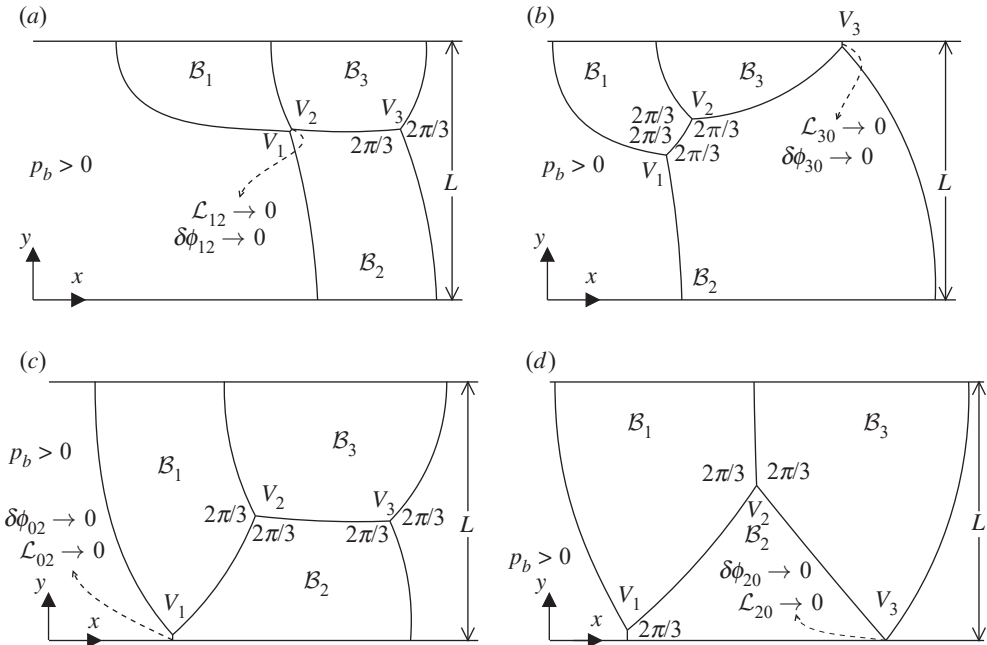 (a)
B₁
B₃
V₂
V₃
V₁
2π/3
2π/3
p_b > 0
L
ℒ₁₂ → 0
δϕ₁₂ → 0
y
x
B₂
(b)
V₃
B₁
B₃
V₂
2π/3
2π/3
2π/3
2π/3
V₁
p_b > 0
ℒ₃₀ → 0
δϕ₃₀ → 0
L
y
x
B₂
(c)
p_b > 0
B₁
B₃
V₂
V₃
2π/3
2π/3
2π/3
2π/3
δϕ₀₂ → 0
ℒ₀₂ → 0
L
V₁
B₂
y
x
(d)
B₁
B₃
2π/3
2π/3
V₂
B₂
p_b > 0
δϕ₂₀ → 0
ℒ₂₀ → 0
L
V₁
V₃
2π/3
y
x